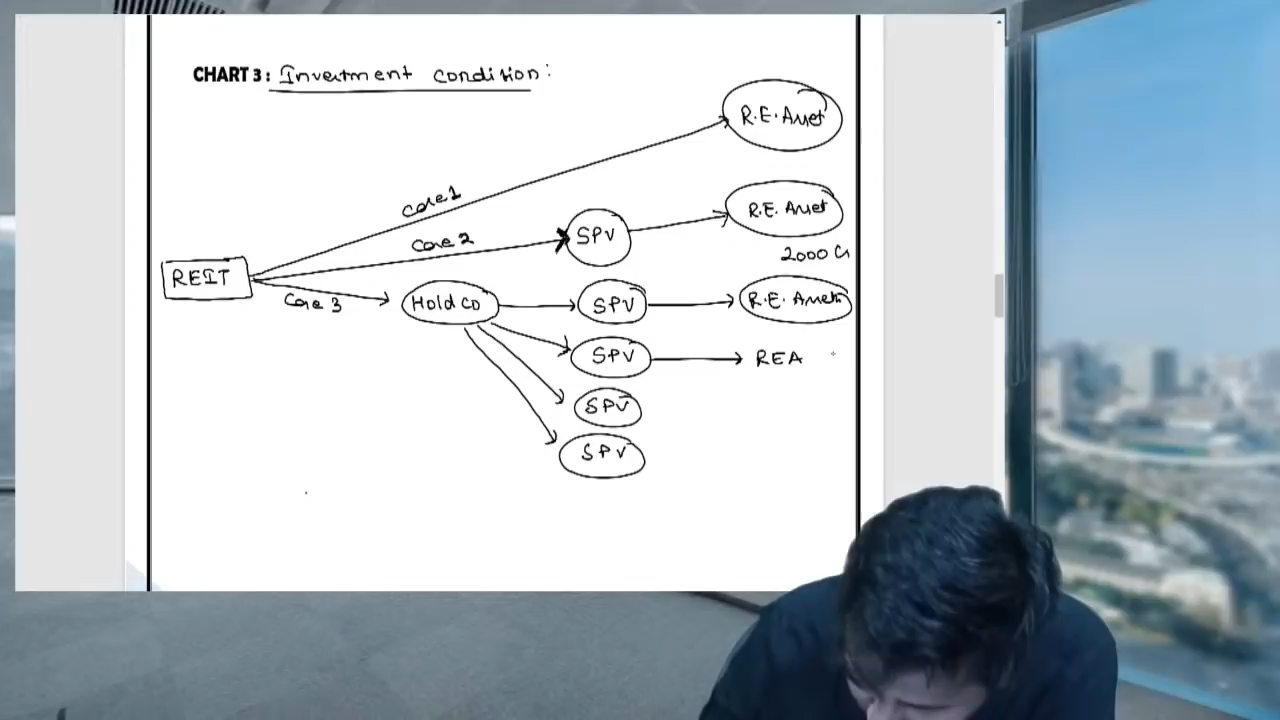 CHART 3: Investment condition:
R.E. Asset
Case 1
R.E. Asset
Case 2
SPV
2000 Cr
REIT
Case 3
Hold co
SPV
R.E. Assets
SPV
REA
SPV
SPV